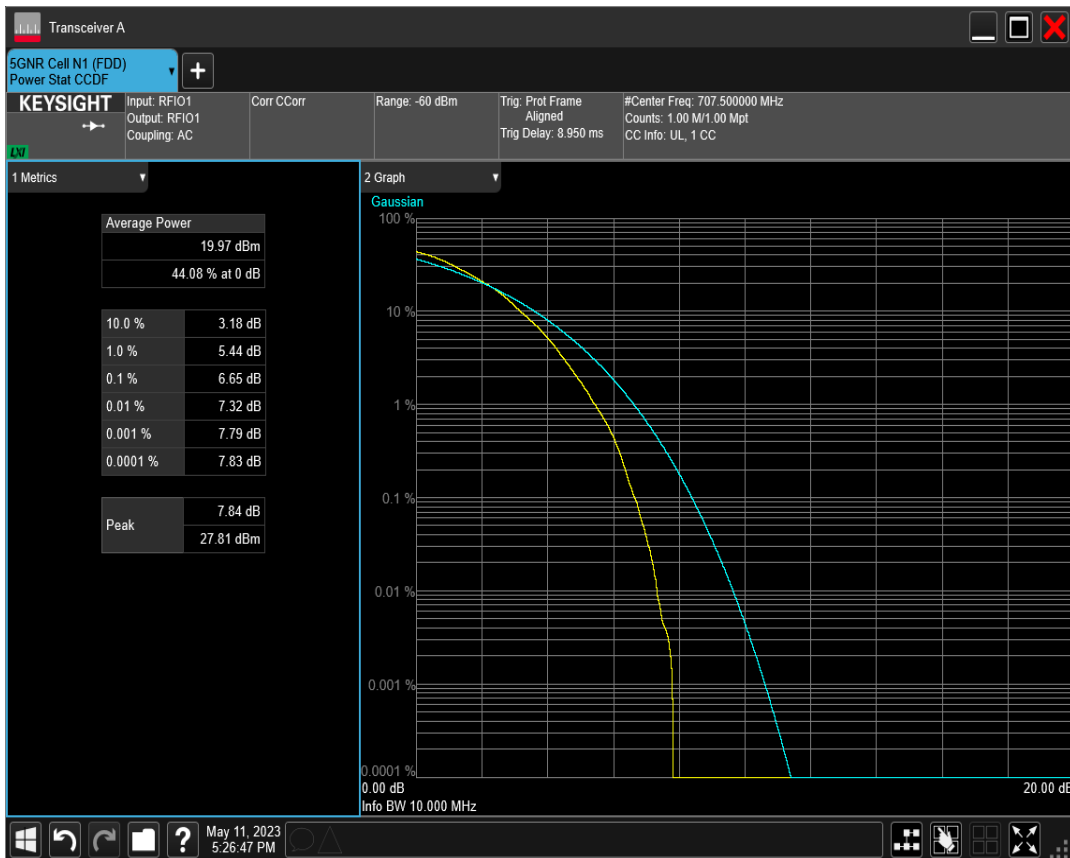 Transceiver A
5GNR Cell N1 (FDD)
Power Stat CCDF
KEYSIGHT
LXI
Input: RFIO1
Output: RFIO1
Coupling: AC
Corr CCorr
Range: -60 dBm
Trig: Prot Frame
Aligned
Trig Delay: 8.950 ms
#Center Freq: 707.500000 MHz
Counts: 1.00 M/1.00 Mpt
CC Info: UL, 1 CC
1 Metrics
Average Power
19.97 dBm
44.08 % at 0 dB
10.0 % 3.18 dB
1.0 % 5.44 dB
0.1 % 6.65 dB
0.01 % 7.32 dB
0.001 % 7.79 dB
0.0001 % 7.83 dB
Peak
7.84 dB
27.81 dBm
2 Graph
Gaussian
100 %
10 %
1 %
0.1 %
0.01 %
0.001 %
0.0001 %
0.00 dB 20.00 dB
Info BW 10.000 MHz
?
May 11, 2023
5:26:47 PM